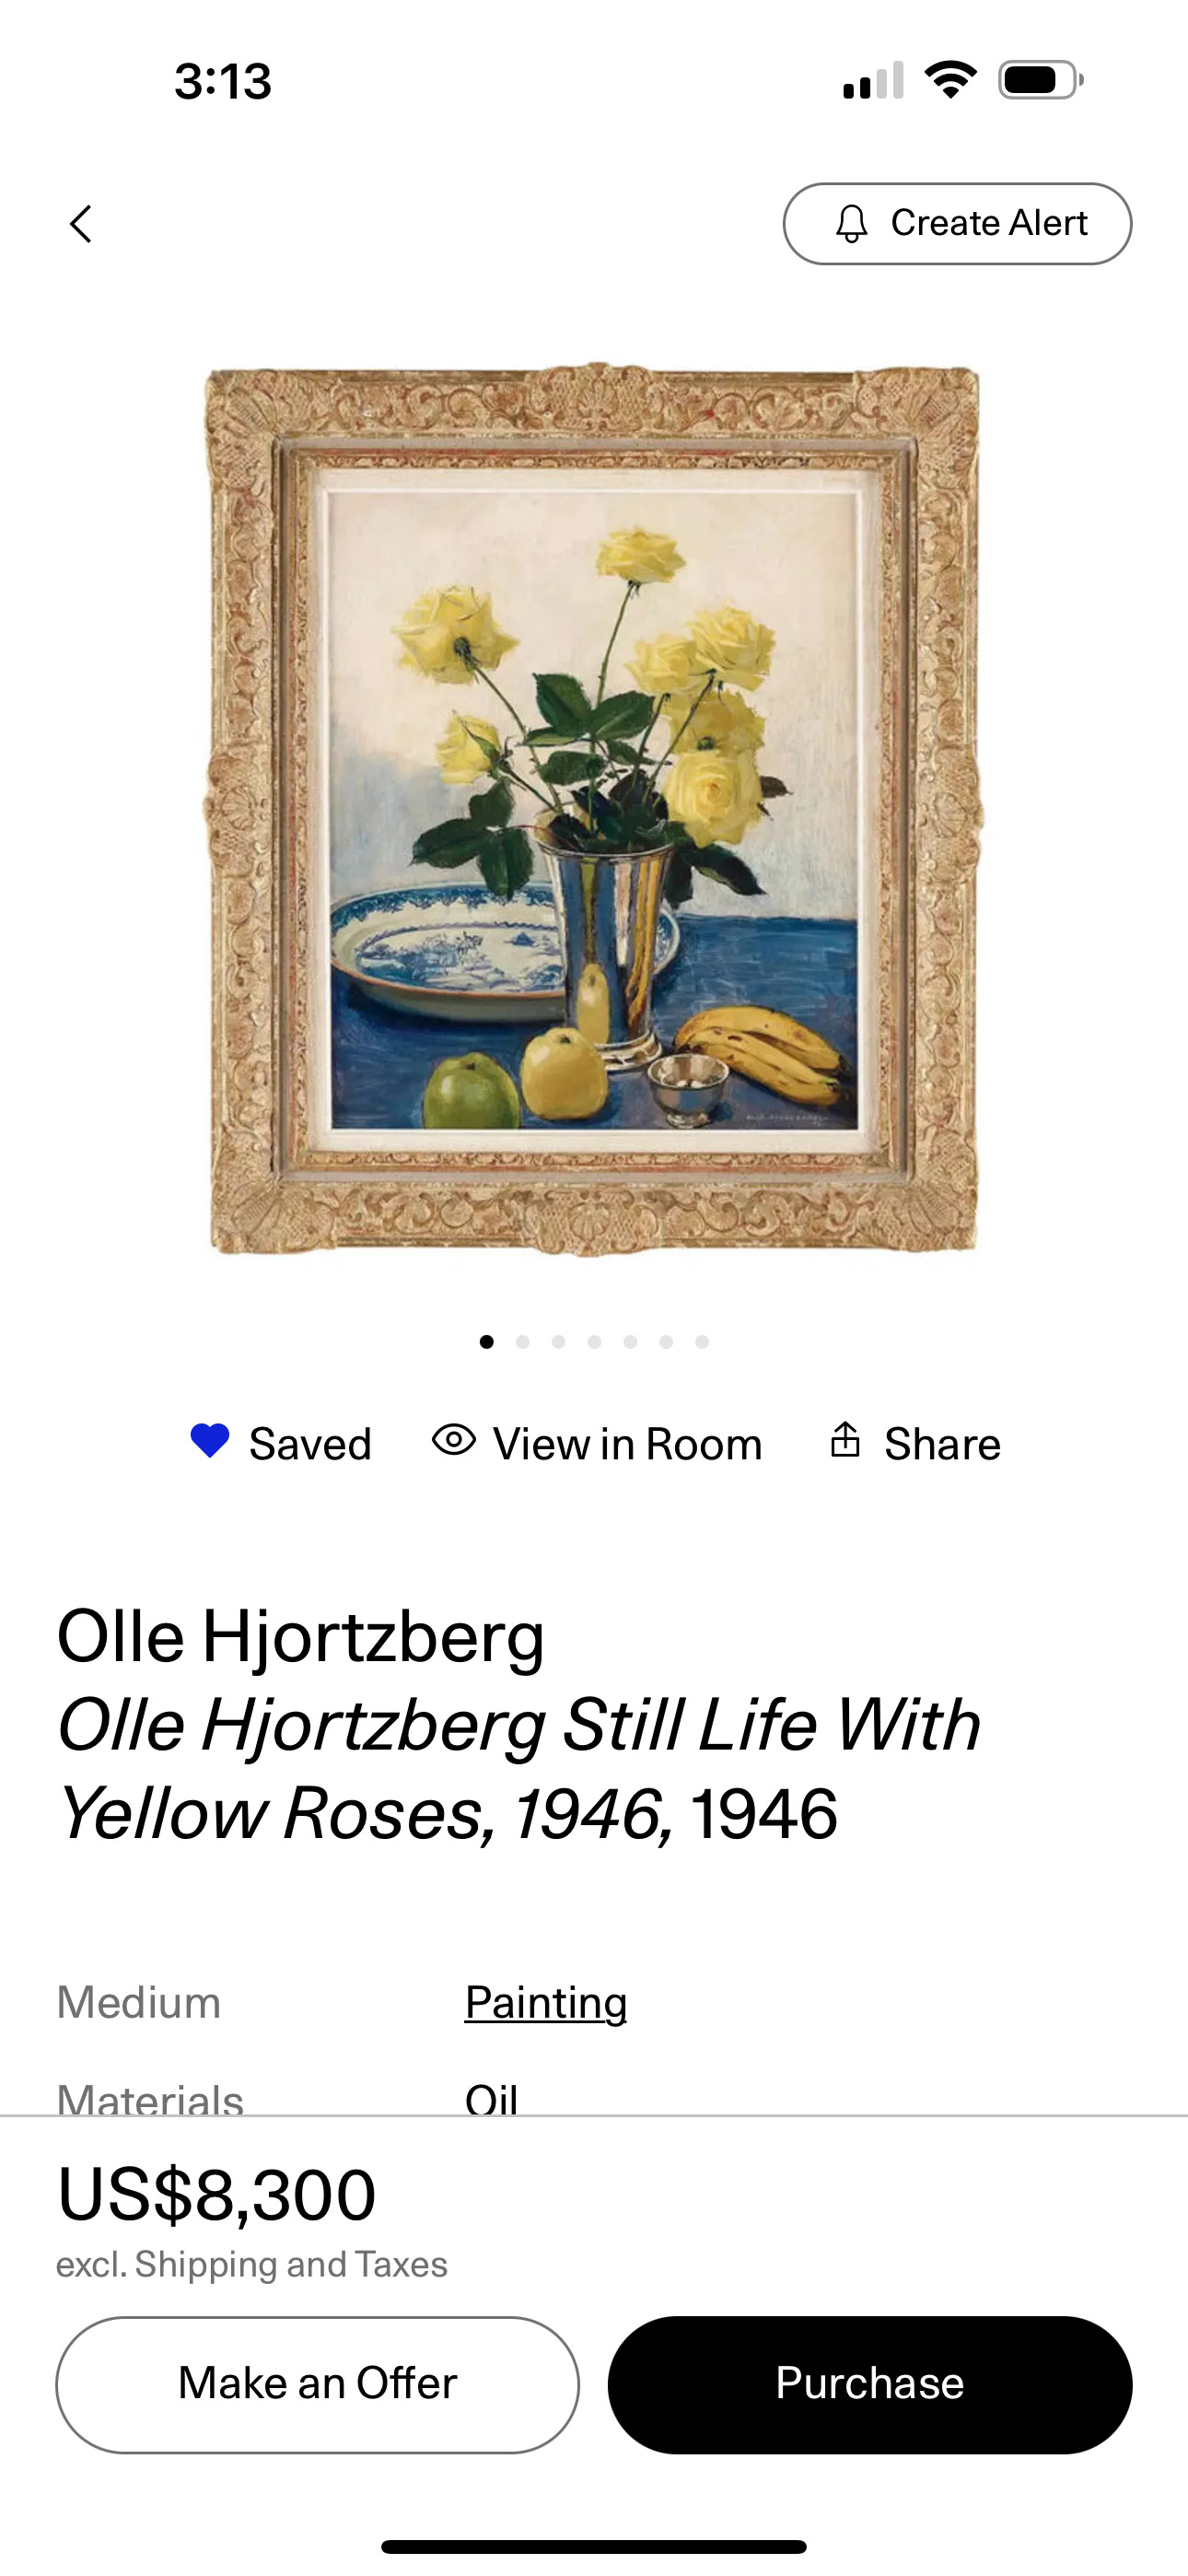 3:13
Create Alert
Saved
View in Room
Share
Olle Hjortzberg
Olle Hjortzberg Still Life With
Yellow Roses, 1946, 1946
Medium
Painting
Materials
Oil
US$8,300
excl. Shipping and Taxes
Make an Offer
Purchase